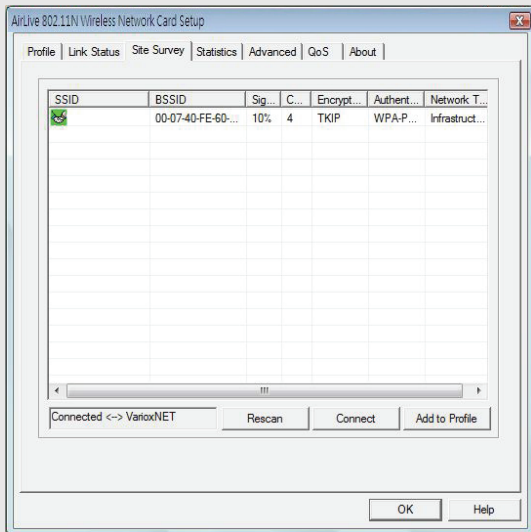 AirLive 802.11N Wireless Network Card Setup
Profile Link Status Site Survey Statistics Advanced QoS About
SSID BSSID Sig... C... Encrypt... Authent... Network T...
00-07-40-FE-60-... 10% 4 TKIP WPA-P... Infrastruct...
Connected <--> VarioxNET Rescan Connect Add to Profile
OK Help